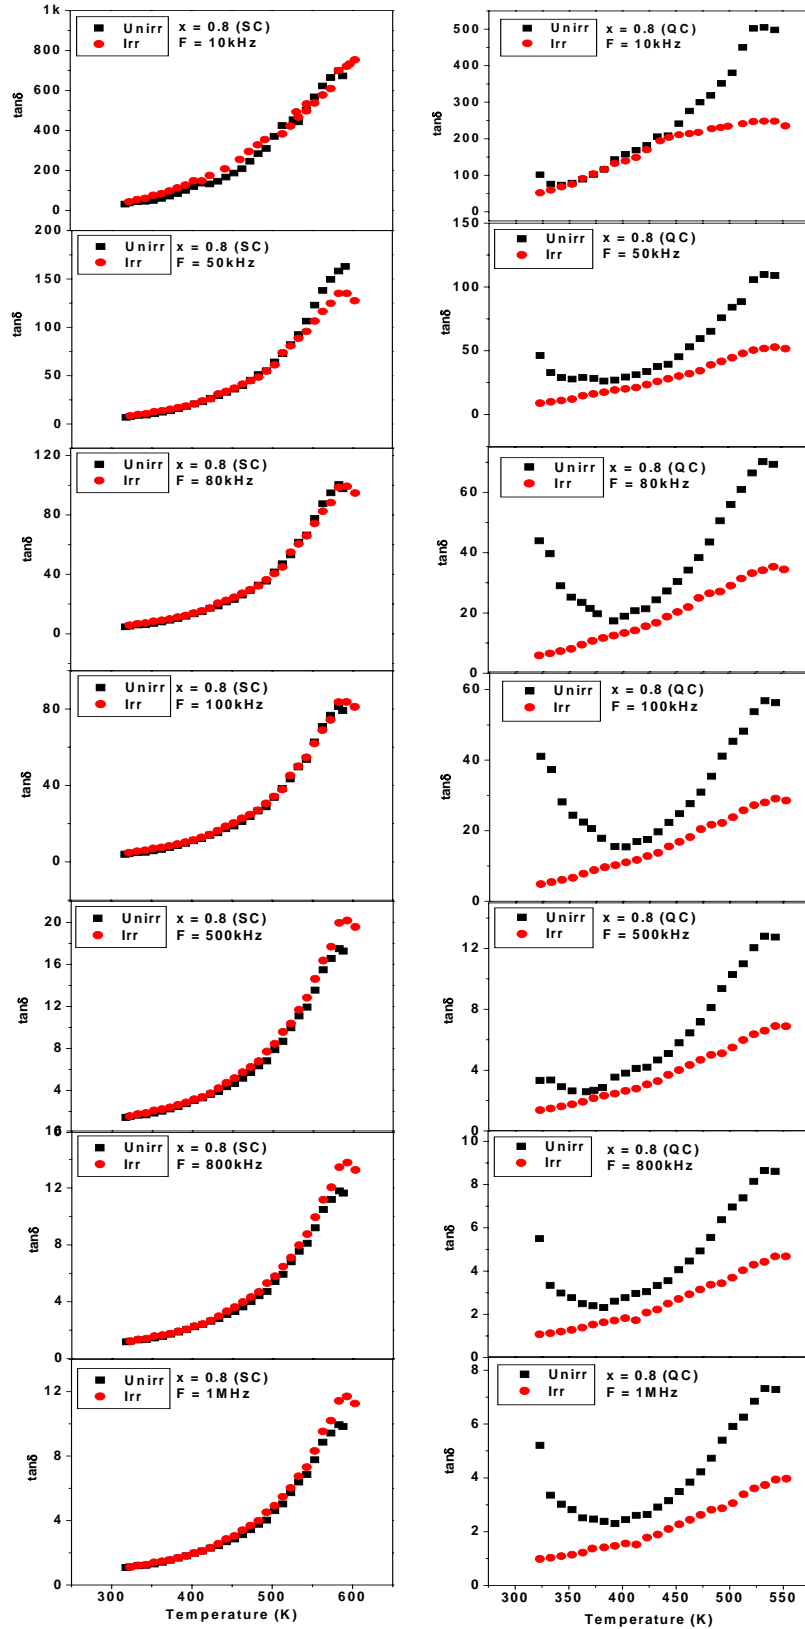 1k
800
600
400
200
0
tanδ
Unirr
Irr
x = 0.8 (SC)
F = 10kHz
500
400
300
200
100
0
tanδ
Unirr
Irr
x = 0.8 (QC)
F = 10kHz
200
150
100
50
0
tanδ
Unirr
Irr
x = 0.8 (SC)
F = 50kHz
150
100
50
0
tanδ
Unirr
Irr
x = 0.8 (QC)
F = 50kHz
120
80
40
0
tanδ
Unirr
Irr
x = 0.8 (SC)
F = 80kHz
60
40
20
0
tanδ
Unirr
Irr
x = 0.8 (QC)
F = 80kHz
80
40
0
tanδ
Unirr
Irr
x = 0.8 (SC)
F = 100kHz
60
40
20
0
tanδ
Unirr
Irr
x = 0.8 (QC)
F = 100kHz
20
16
12
8
4
0
tanδ
Unirr
Irr
x = 0.8 (SC)
F = 500kHz
12
8
4
0
tanδ
Unirr
Irr
x = 0.8 (QC)
F = 500kHz
16
12
8
4
0
tanδ
Unirr
Irr
x = 0.8 (SC)
F = 800kHz
10
8
6
4
2
0
tanδ
Unirr
Irr
x = 0.8 (QC)
F = 800kHz
12
8
4
0
tanδ
Unirr
Irr
x = 0.8 (SC)
F = 1MHz
300
400
500
600
Temperature (K)
8
6
4
2
0
tanδ
Unirr
Irr
x = 0.8 (QC)
F = 1MHz
300
350
400
450
500
550
Temperature (K)